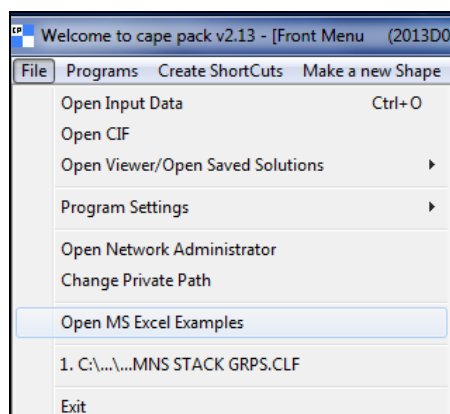 CP Welcome to cape pack v2.13 - [Front Menu (2013D0
File Programs Create ShortCuts Make a new Shape
Open Input Data Ctrl+O
Open CIF
Open Viewer/Open Saved Solutions
Program Settings
Open Network Administrator
Change Private Path
Open MS Excel Examples
1. C:\...\...MNS STACK GRPS.CLF
Exit